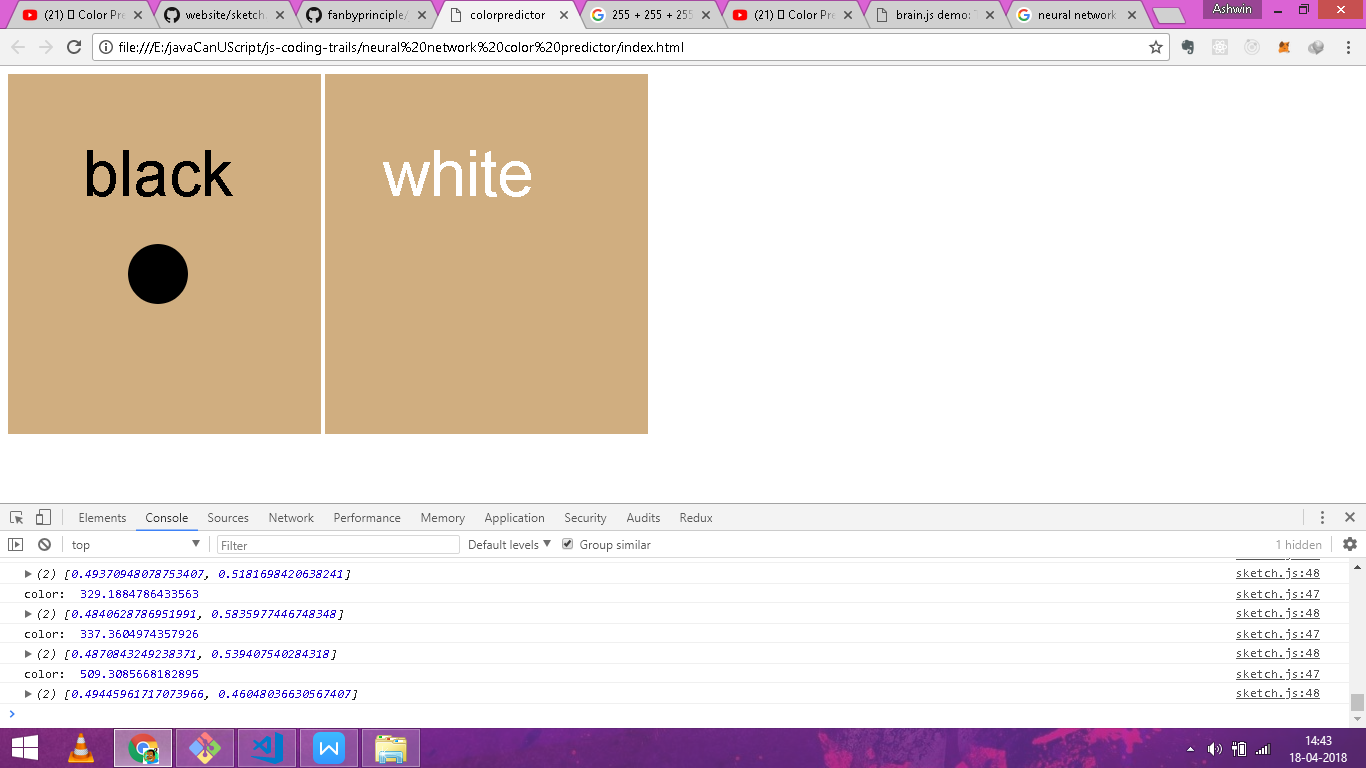 (21) Color Pre
website/sketch.
fanbyprinciple/
colorpredictor
255 + 255 + 255
(21) Color Pre
brain.js demos
neural network
Ashwin
file:///E:/javaCanUScript/js-coding-trails/neural%20network%20color%20predictor/index.html
black
white
Elements Console Sources Network Performance Memory Application Security Audits Redux
top Filter Default levels Group similar 1 hidden
(2) [0.49370948078753407, 0.5181698420638241] sketch.js:48
color: 329.1884786433563 sketch.js:47
(2) [0.4840628786951991, 0.5835977446748348] sketch.js:48
color: 337.3604974357926 sketch.js:47
(2) [0.4870843249238371, 0.539407540284318] sketch.js:48
color: 509.3085668182895 sketch.js:47
(2) [0.49445961717073966, 0.46048036630567407] sketch.js:48
W
14:43
18-04-2018